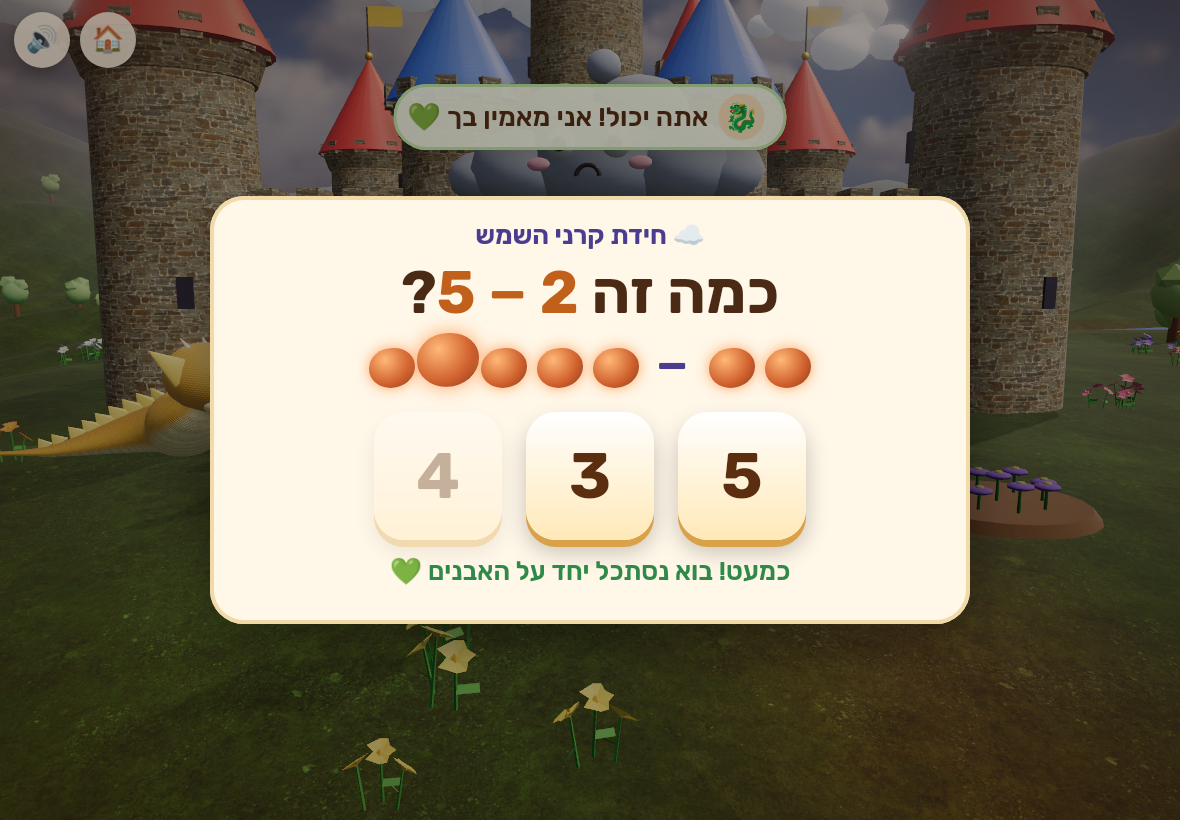 אתה יכול! אני מאמין בך 💚
חידת קרני השמש
כמה זה 5 – 2?
–
5 3 4
כמעט! בוא נסתכל יחד על האבנים 💚